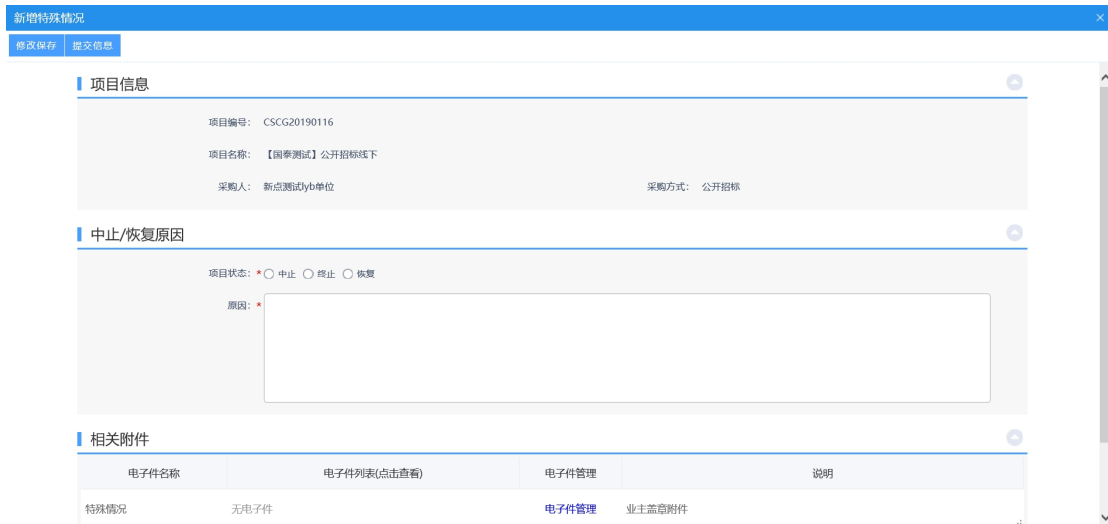 新增特殊情况
修改保存 提交信息
项目信息
项目编号: CSCG20190116
项目名称: 【国泰测试】公开招标线下
采购人: 新点测试lyb单位 采购方式: 公开招标
中止/恢复原因
项目状态: * 中止 终止 恢复
原因: *
相关附件
电子件名称 电子件列表(点击查看) 电子件管理 说明
特殊情况 无电子件 电子件管理 业主盖章附件